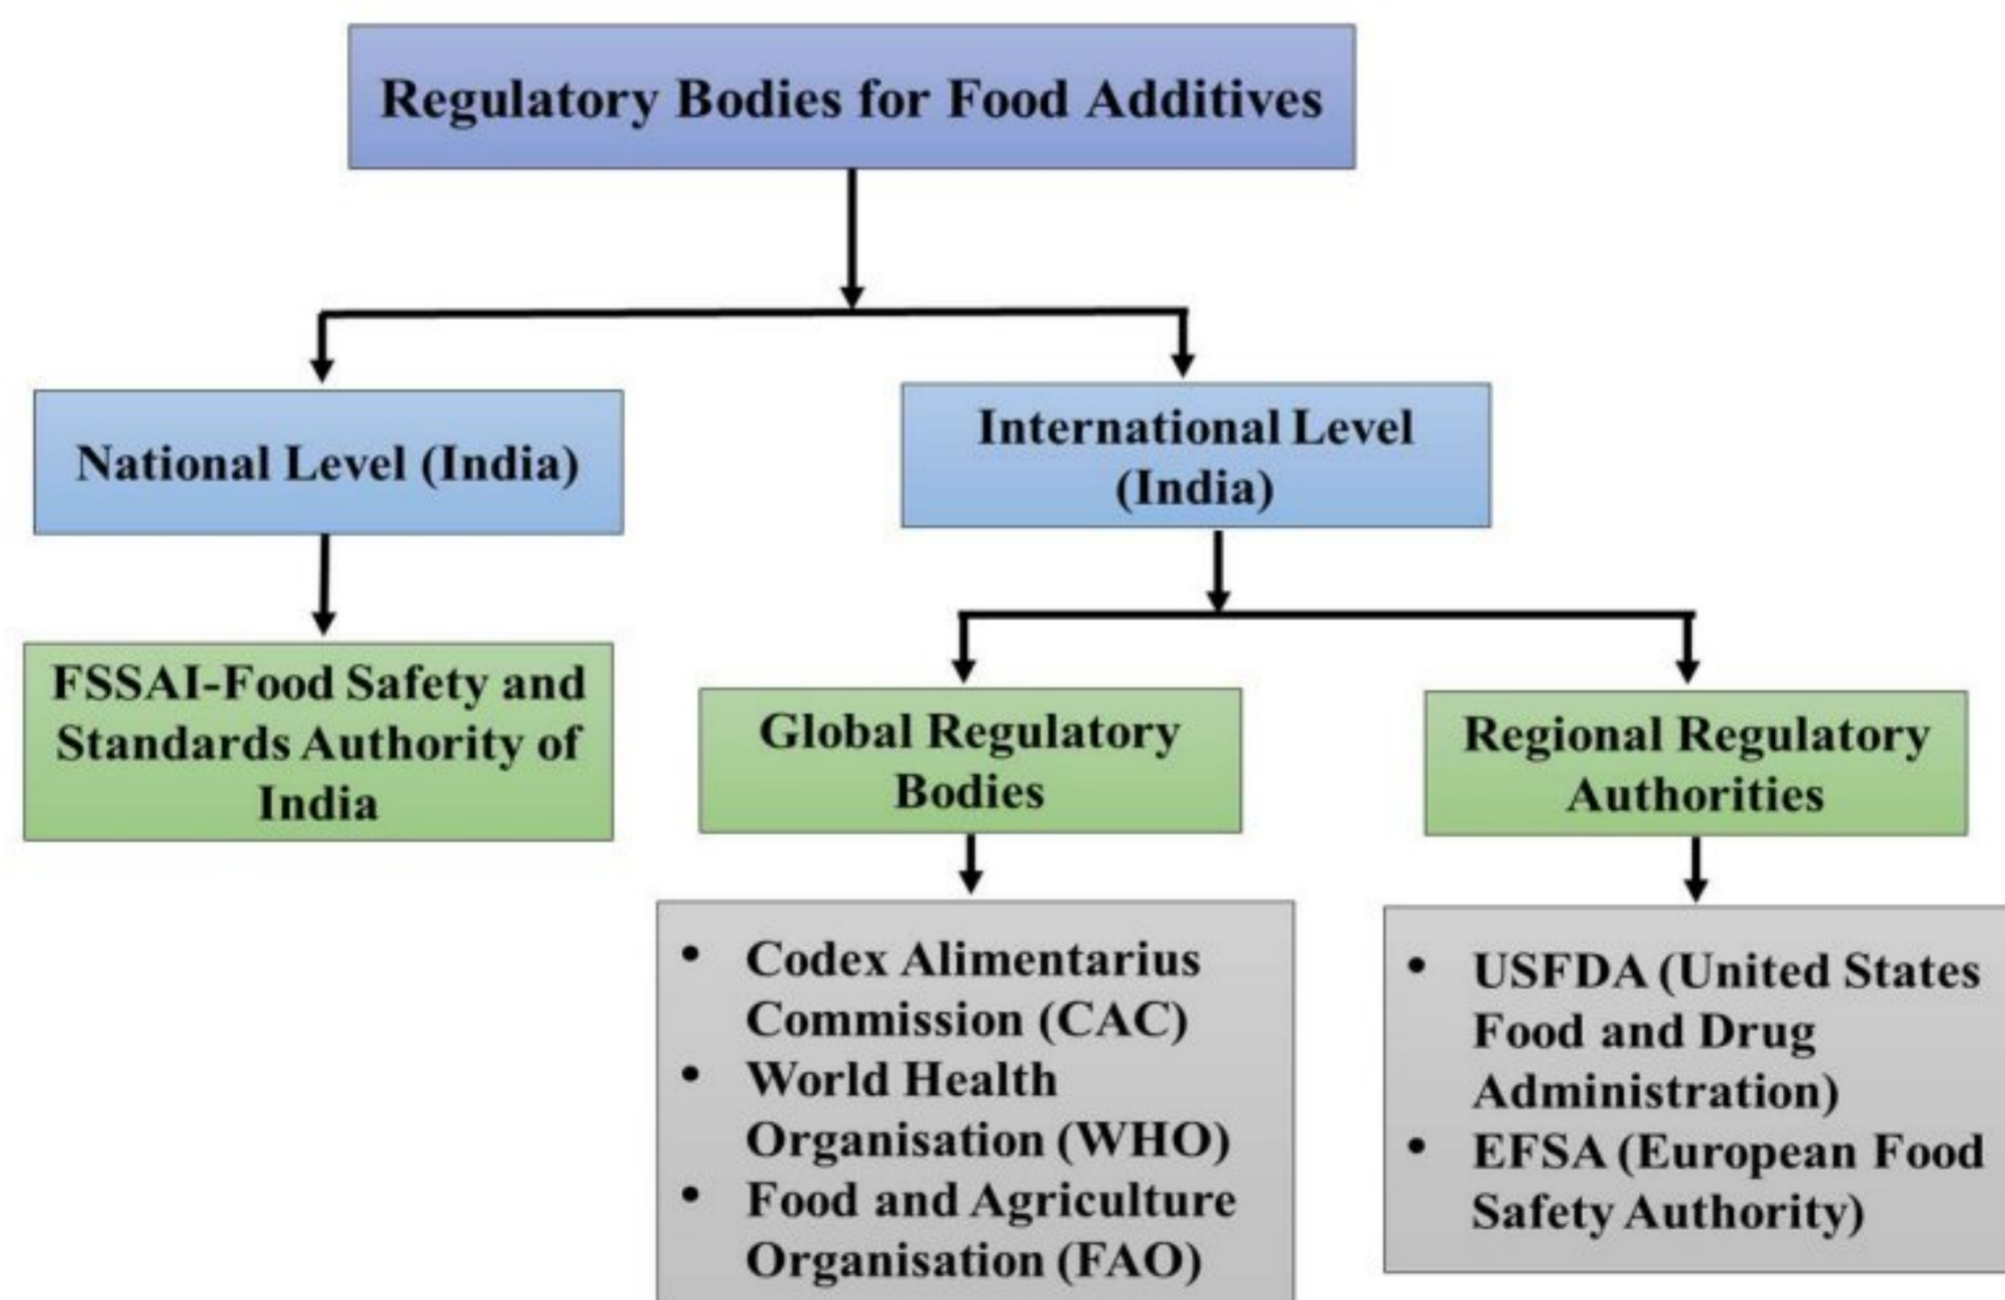 Regulatory Bodies for Food Additives
National Level (India)
International Level
(India)
FSSAI-Food Safety and
Standards Authority of
India
Global Regulatory
Bodies
Regional Regulatory
Authorities
• Codex Alimentarius
Commission (CAC)
• World Health
Organisation (WHO)
• Food and Agriculture
Organisation (FAO)
• USFDA (United States
Food and Drug
Administration)
• EFSA (European Food
Safety Authority)